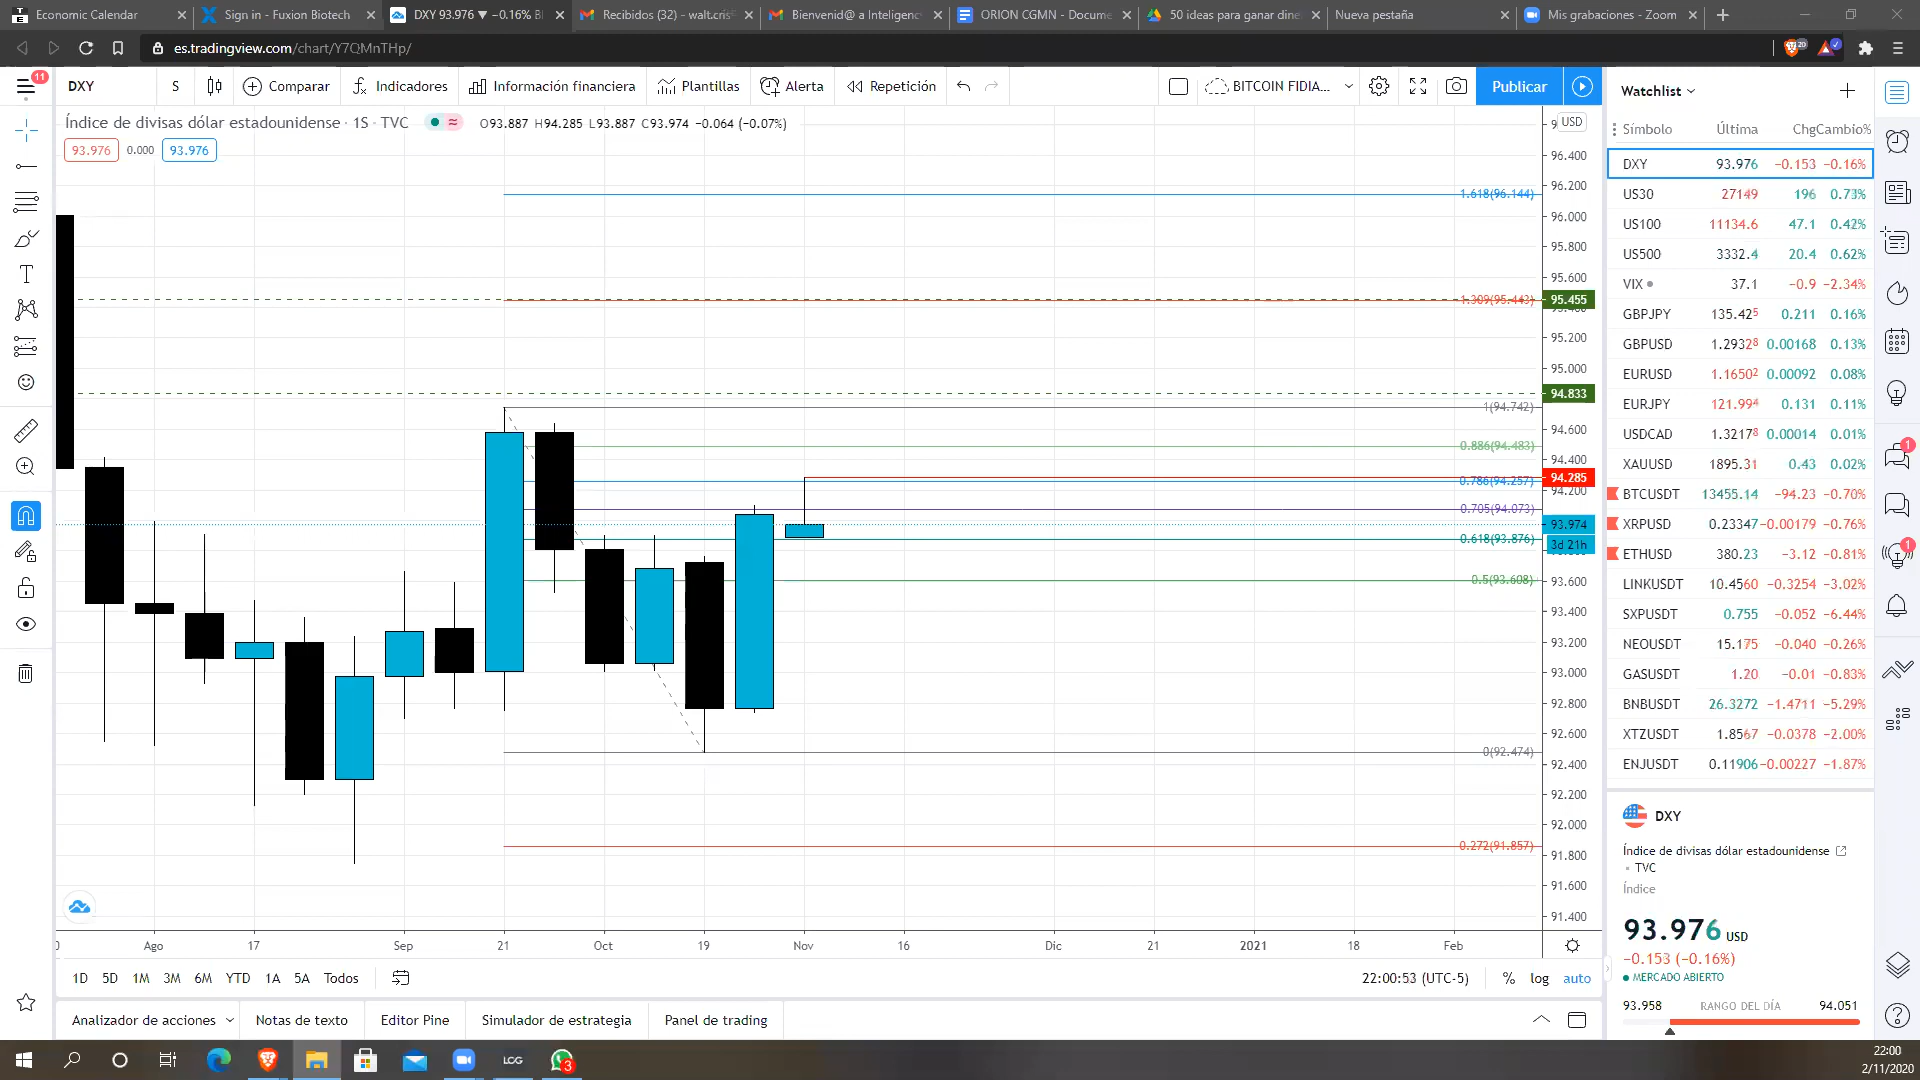 Economic Calendar
Sign in - Fuxion Biotech
DXY 93.976 ▼ −0.16%
Recibidos (32) - walt.cris
Bienvenid@ a Inteligenc
ORION CGMN - Docume
50 ideas para ganar dine
Nueva pestaña
Mis grabaciones - Zoom
es.tradingview.com/chart/Y7QMnTHp/
20
11
DXY
S
Comparar
Indicadores
Información financiera
Plantillas
Alerta
Repetición
BITCOIN FIDIA...
Publicar
Índice de divisas dólar estadounidense · 1S · TVC
O93.887 H94.285 L93.887 C93.974 −0.064 (−0.07%)
93.976 0.000 93.976
USD
96.400
96.200
96.000
95.800
95.600
95.455
95.200
95.000
94.833
94.600
94.400
94.285
94.200
93.974
3d 21h
93.600
93.400
93.200
93.000
92.800
92.600
92.400
92.200
92.000
91.800
91.600
91.400
1.618(96.144)
1.309(95.443)
1(94.742)
0.886(94.483)
0.786(94.257)
0.705(94.073)
0.618(93.876)
0.5(93.608)
0(92.474)
0.272(91.857)
Ago 17 Sep 21 Oct 19 Nov 16 Dic 21 2021 18 Feb
1D 5D 1M 3M 6M YTD 1A 5A Todos
22:00:53 (UTC-5) % log auto
Analizador de acciones
Notas de texto
Editor Pine
Simulador de estrategia
Panel de trading
Watchlist
Símbolo Última Chg Cambio%
DXY 93.976 −0.153 −0.16%
US30 27149 196 0.73%
US100 11134.6 47.1 0.42%
US500 3332.4 20.4 0.62%
VIX 37.1 −0.9 −2.34%
GBPJPY 135.425 0.211 0.16%
GBPUSD 1.29328 0.00168 0.13%
EURUSD 1.16502 0.00092 0.08%
EURJPY 121.994 0.131 0.11%
USDCAD 1.32178 0.00014 0.01%
XAUUSD 1895.31 0.43 0.02%
BTCUSDT 13455.14 −94.23 −0.70%
XRPUSD 0.23347 −0.00179 −0.76%
ETHUSD 380.23 −3.12 −0.81%
LINKUSDT 10.4560 −0.3254 −3.02%
SXPUSDT 0.755 −0.052 −6.44%
NEOUSDT 15.175 −0.040 −0.26%
GASUSDT 1.20 −0.01 −0.83%
BNBUSDT 26.3272 −1.4711 −5.29%
XTZUSDT 1.8567 −0.0378 −2.00%
ENJUSDT 0.11906 −0.00227 −1.87%
DXY
Índice de divisas dólar estadounidense
TVC
Índice
93.976 USD
−0.153 (−0.16%)
MERCADO ABIERTO
93.958 RANGO DEL DÍA 94.051
1
1
LCG
3
22:00
2/11/2020